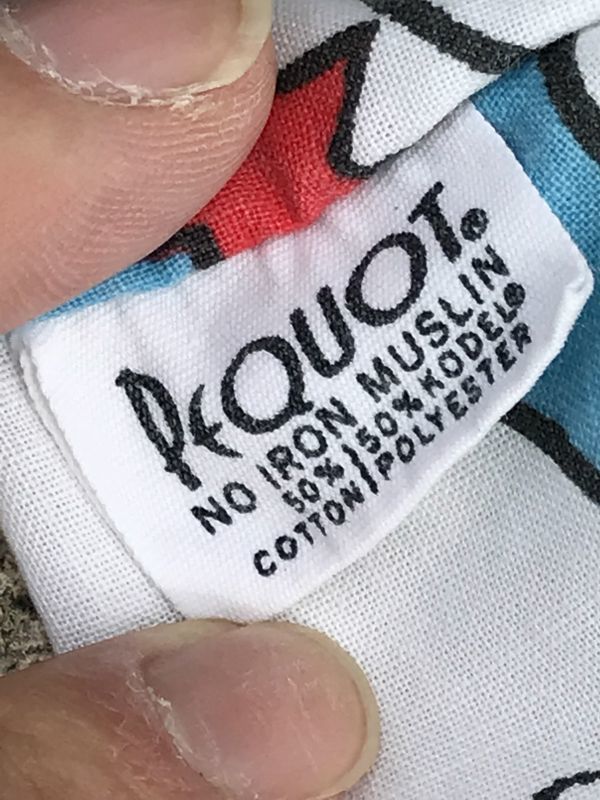 PEQUOT®
NO IRON MUSLIN
50% | 50% KODEL®
COTTON | POLYESTER